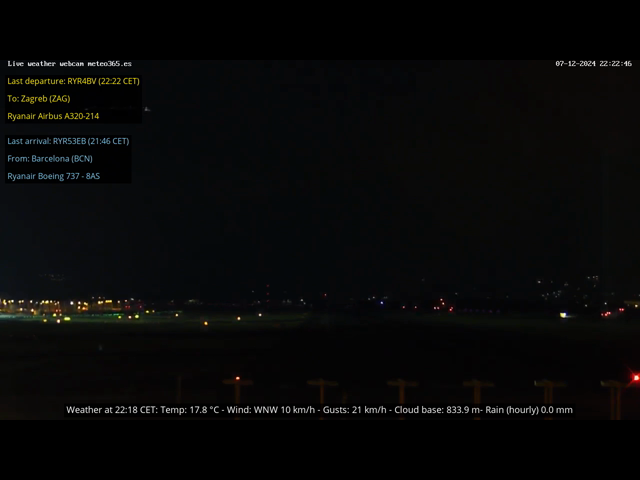 Live weather webcam meteo365.es
07-12-2024 22:22:46
Last departure: RYR4BV (22:22 CET)
To: Zagreb (ZAG)
Ryanair Airbus A320-214
Last arrival: RYR53EB (21:46 CET)
From: Barcelona (BCN)
Ryanair Boeing 737 - 8AS
Weather at 22:18 CET: Temp: 17.8 °C - Wind: WNW 10 km/h - Gusts: 21 km/h - Cloud base: 833.9 m- Rain (hourly) 0.0 mm